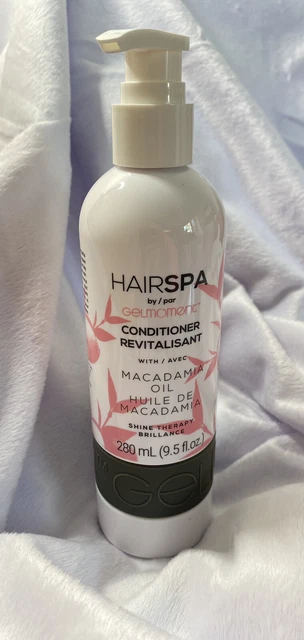 HAIRSPA
by / par
GELMOMENT
CONDITIONER
REVITALISANT
WITH / AVEC
MACADAMIA
OIL
HUILE DE
MACADAMIA
SHINE THERAPY
BRILLANCE
280 mL (9.5 fl.oz.)
GEL